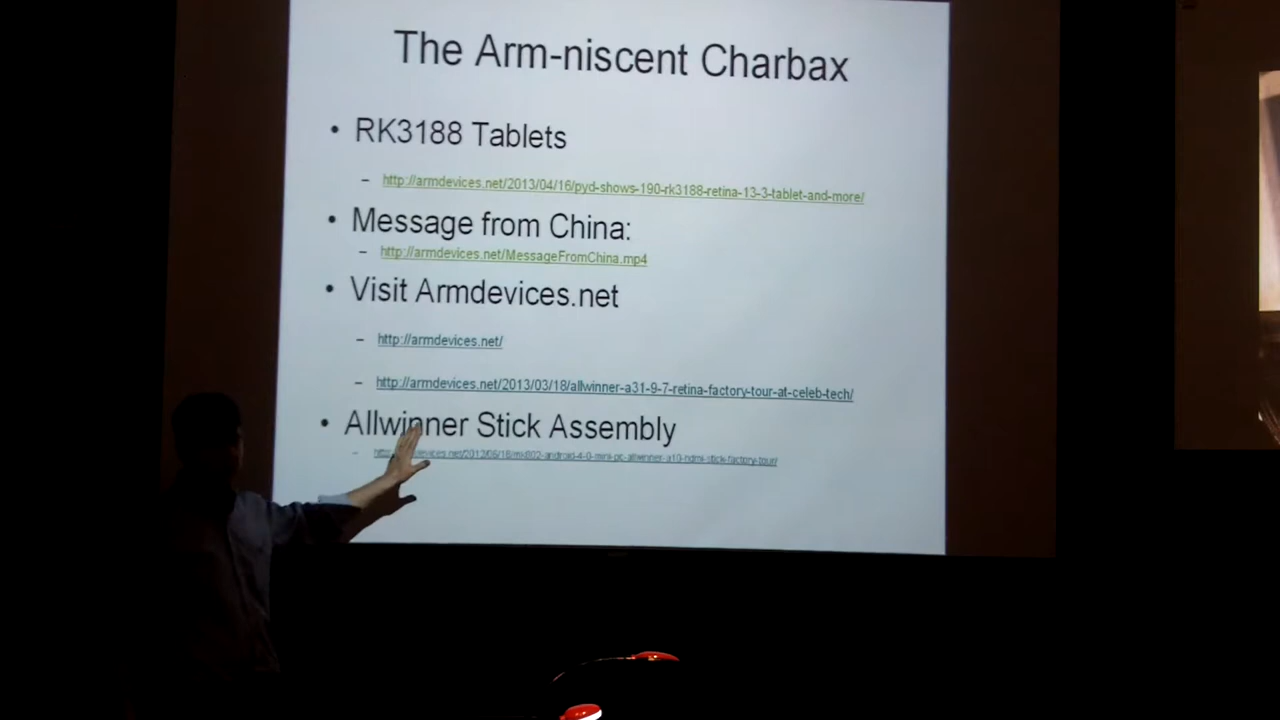 The Arm-niscent Charbax
• RK3188 Tablets
– http://armdevices.net/2013/04/16/pyd-shows-190-rk3188-retina-13-3-tablet-and-more/
• Message from China:
– http://armdevices.net/MessageFromChina.mp4
• Visit Armdevices.net
– http://armdevices.net/
– http://armdevices.net/2013/03/18/allwinner-a31-9-7-retina-factory-tour-at-celeb-tech/
• Allwinner Stick Assembly